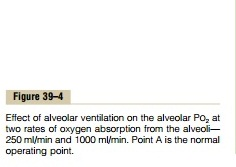 Figure 39–4
Effect of alveolar ventilation on the alveolar PO₂ at
two rates of oxygen absorption from the alveoli—
250 ml/min and 1000 ml/min. Point A is the normal
operating point.